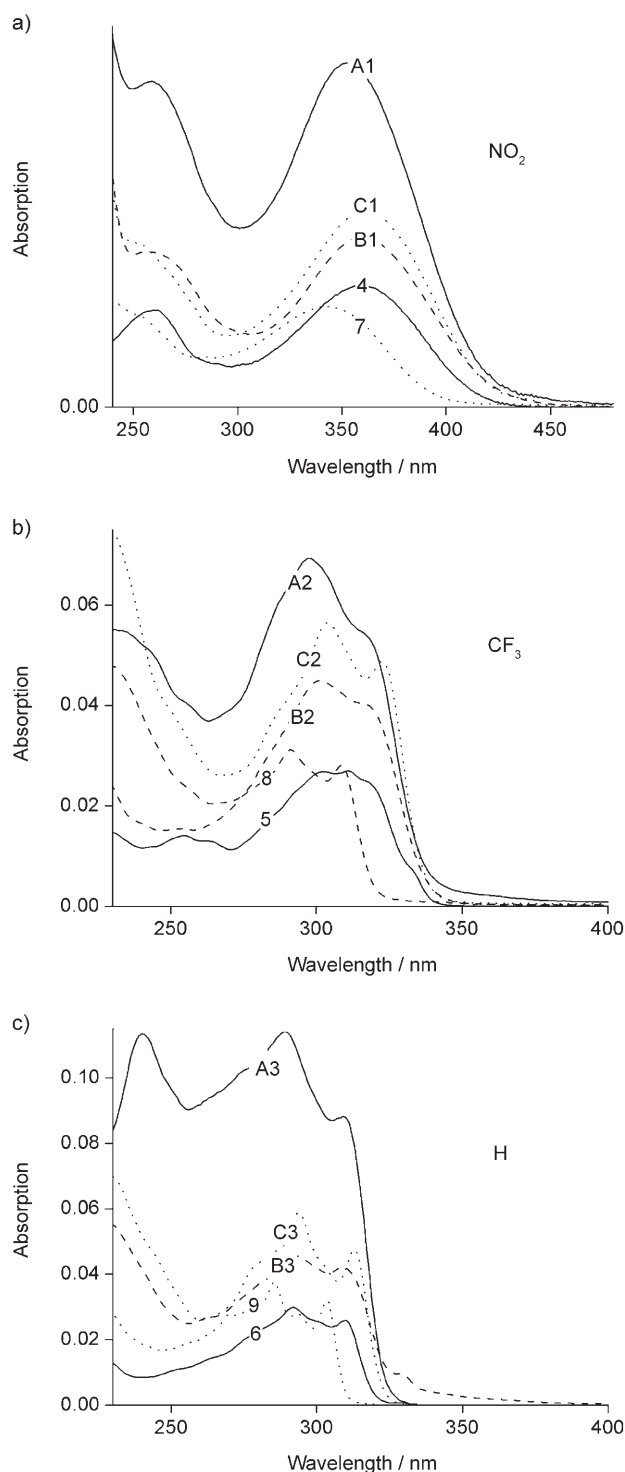 a)
A1
NO2
C1
B1
4
7
Absorption
0.00
250 300 350 400 450
Wavelength / nm
b)
0.06
A2
C2
CF3
0.04
B2
8
0.02
5
Absorption
0.00
250 300 350 400
Wavelength / nm
c)
0.10
A3
0.08
H
0.06
C3
0.04
B3
9
0.02
6
Absorption
0.00
250 300 350 400
Wavelength / nm